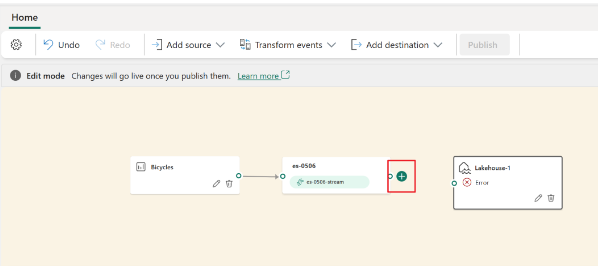 Home
Undo Redo Add source Transform events Add destination Publish
Edit mode Changes will go live once you publish them. Learn more
Bicycles
es-0506
es-0506-stream
Lakehouse-1
Error